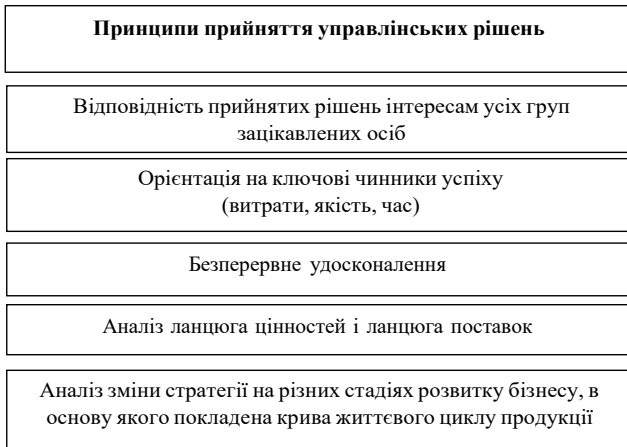 Принципи прийняття управлінських рішень
Відповідність прийнятих рішень інтересам усіх груп
зацікавлених осіб
Орієнтація на ключові чинники успіху
(витрати, якість, час)
Безперервне удосконалення
Аналіз ланцюга цінностей і ланцюга поставок
Аналіз зміни стратегії на різних стадіях розвитку бізнесу, в
основу якого покладена крива життєвого циклу продукції